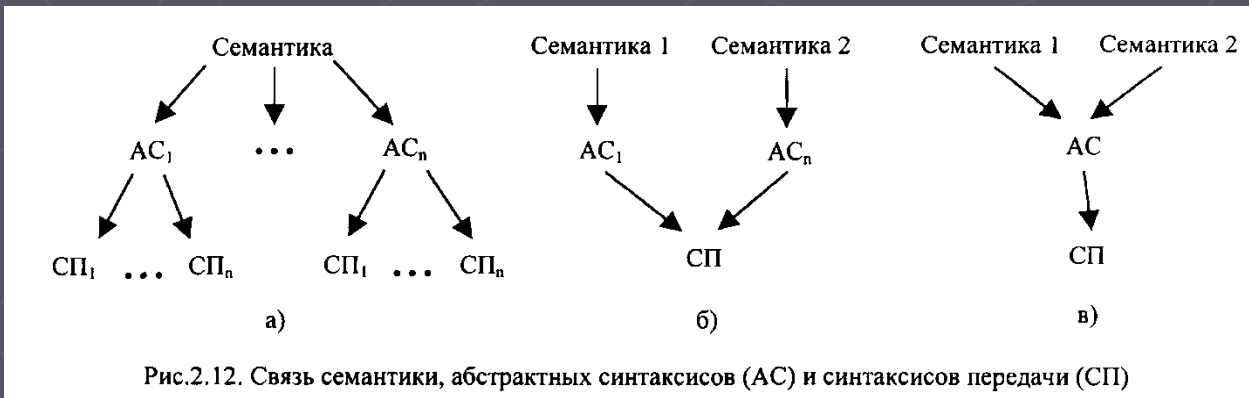 Семантика
АС₁ ••• АСₙ
СП₁ ••• СПₙ СП₁ ••• СПₙ
а)
Семантика 1 Семантика 2
АС₁ АСₙ
СП
б)
Семантика 1 Семантика 2
АС
СП
в)
Рис.2.12. Связь семантики, абстрактных синтаксисов (АС) и синтаксисов передачи (СП)